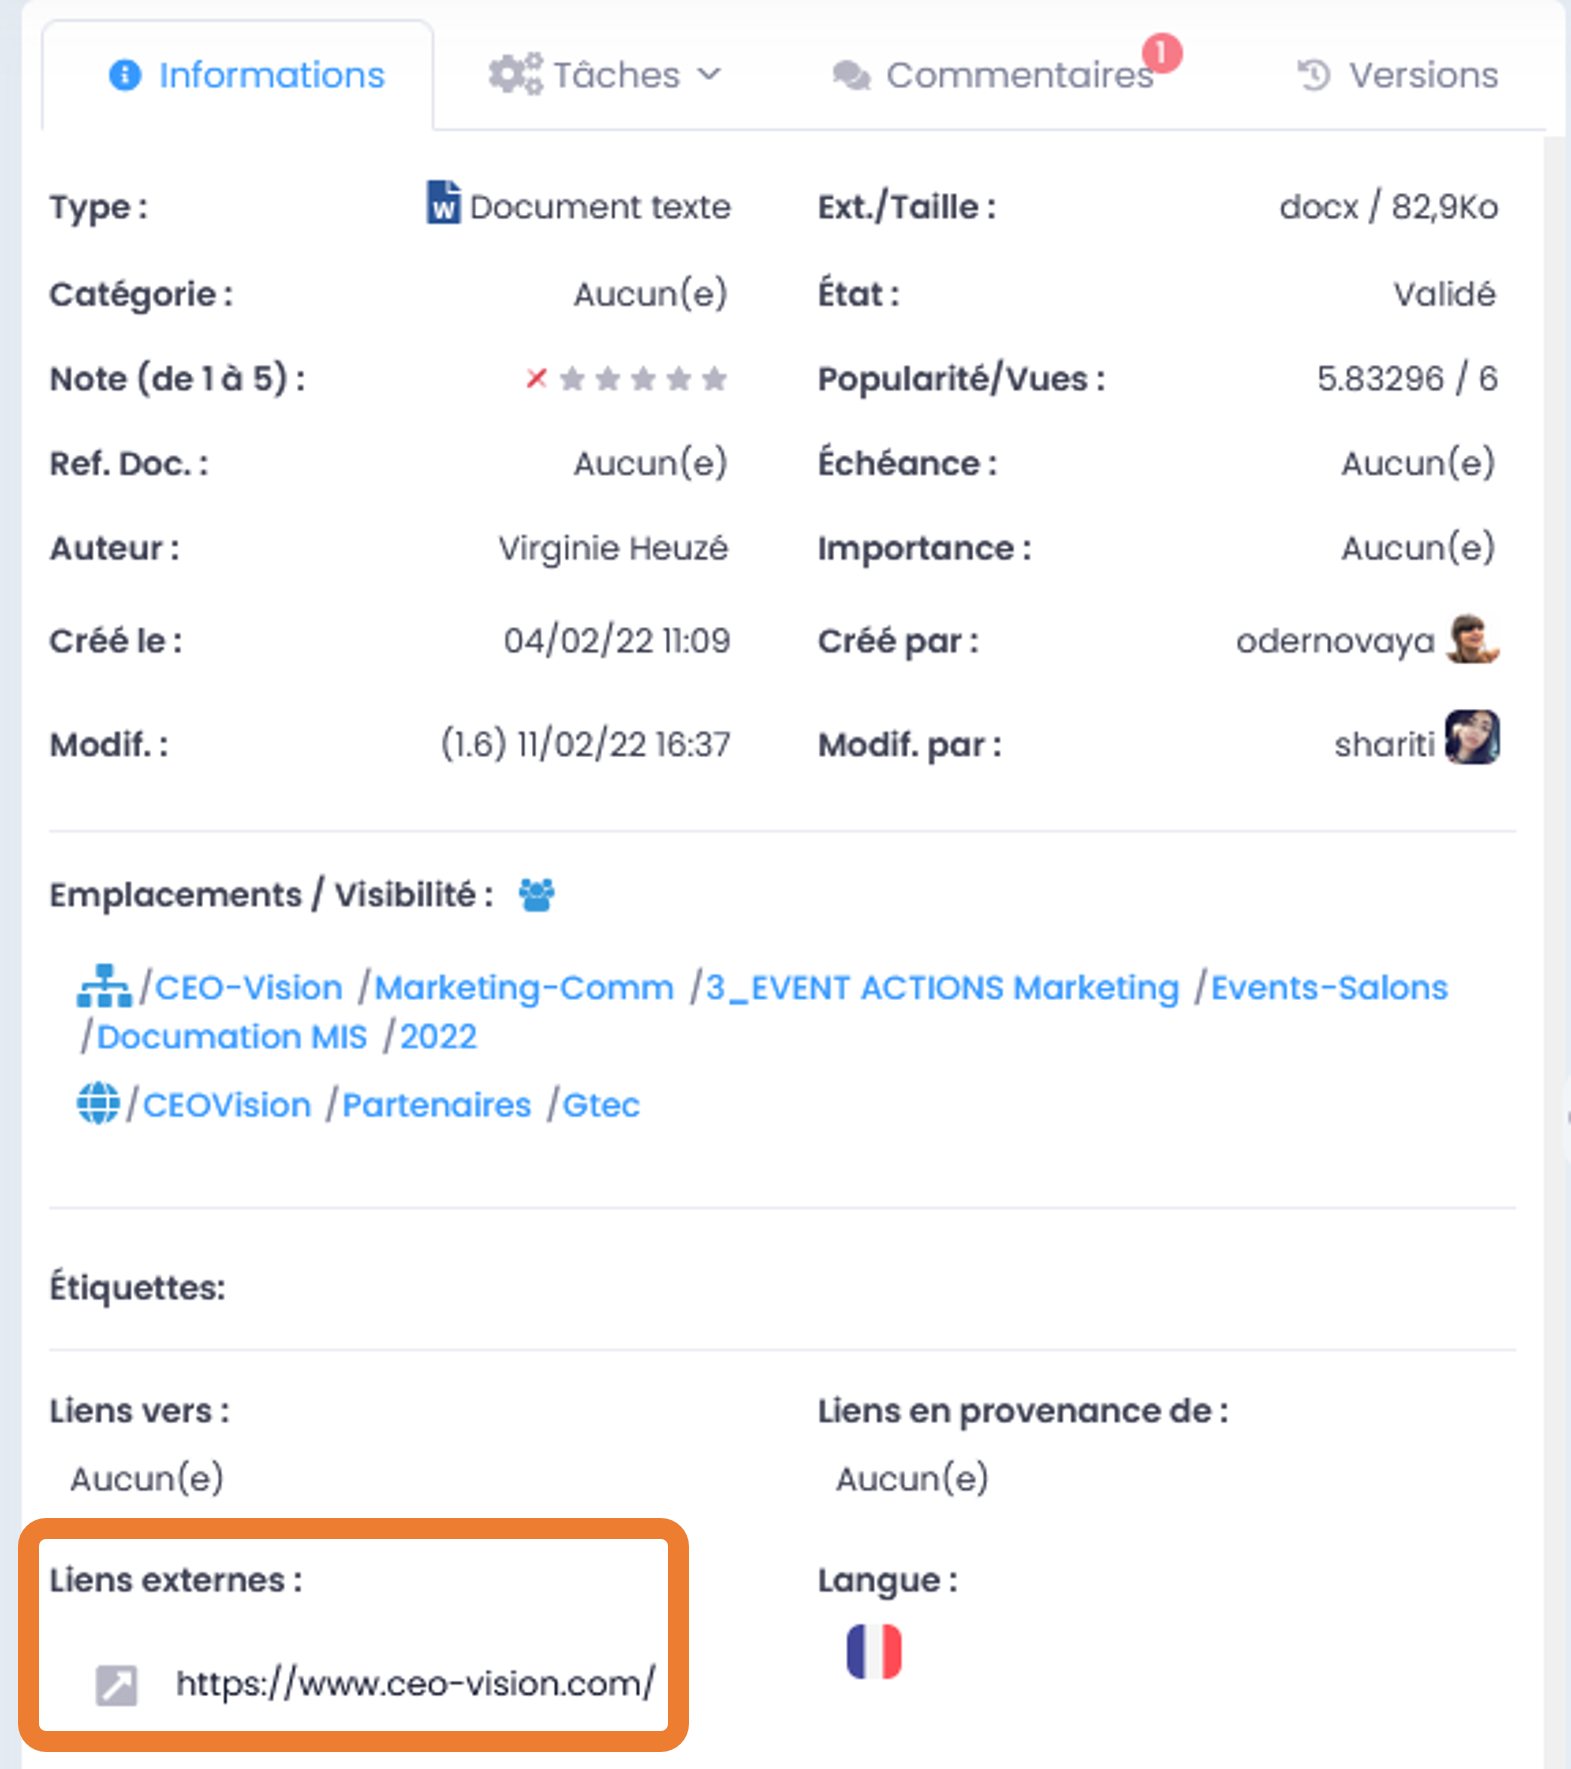 Informations Tâches Commentaires 1 Versions
Type : W Document texte Ext./Taille : docx / 82,9Ko
Catégorie : Aucun(e) État : Validé
Note (de 1 à 5) : Popularité/Vues : 5.83296 / 6
Ref. Doc. : Aucun(e) Échéance : Aucun(e)
Auteur : Virginie Heuzé Importance : Aucun(e)
Créé le : 04/02/22 11:09 Créé par : odernovaya
Modif. : (1.6) 11/02/22 16:37 Modif. par : shariti
Emplacements / Visibilité :
/CEO-Vision /Marketing-Comm /3_EVENT ACTIONS Marketing /Events-Salons
/Documation MIS /2022
/CEOVision /Partenaires /Gtec
Étiquettes:
Liens vers : Liens en provenance de :
Aucun(e) Aucun(e)
Liens externes : Langue :
https://www.ceo-vision.com/